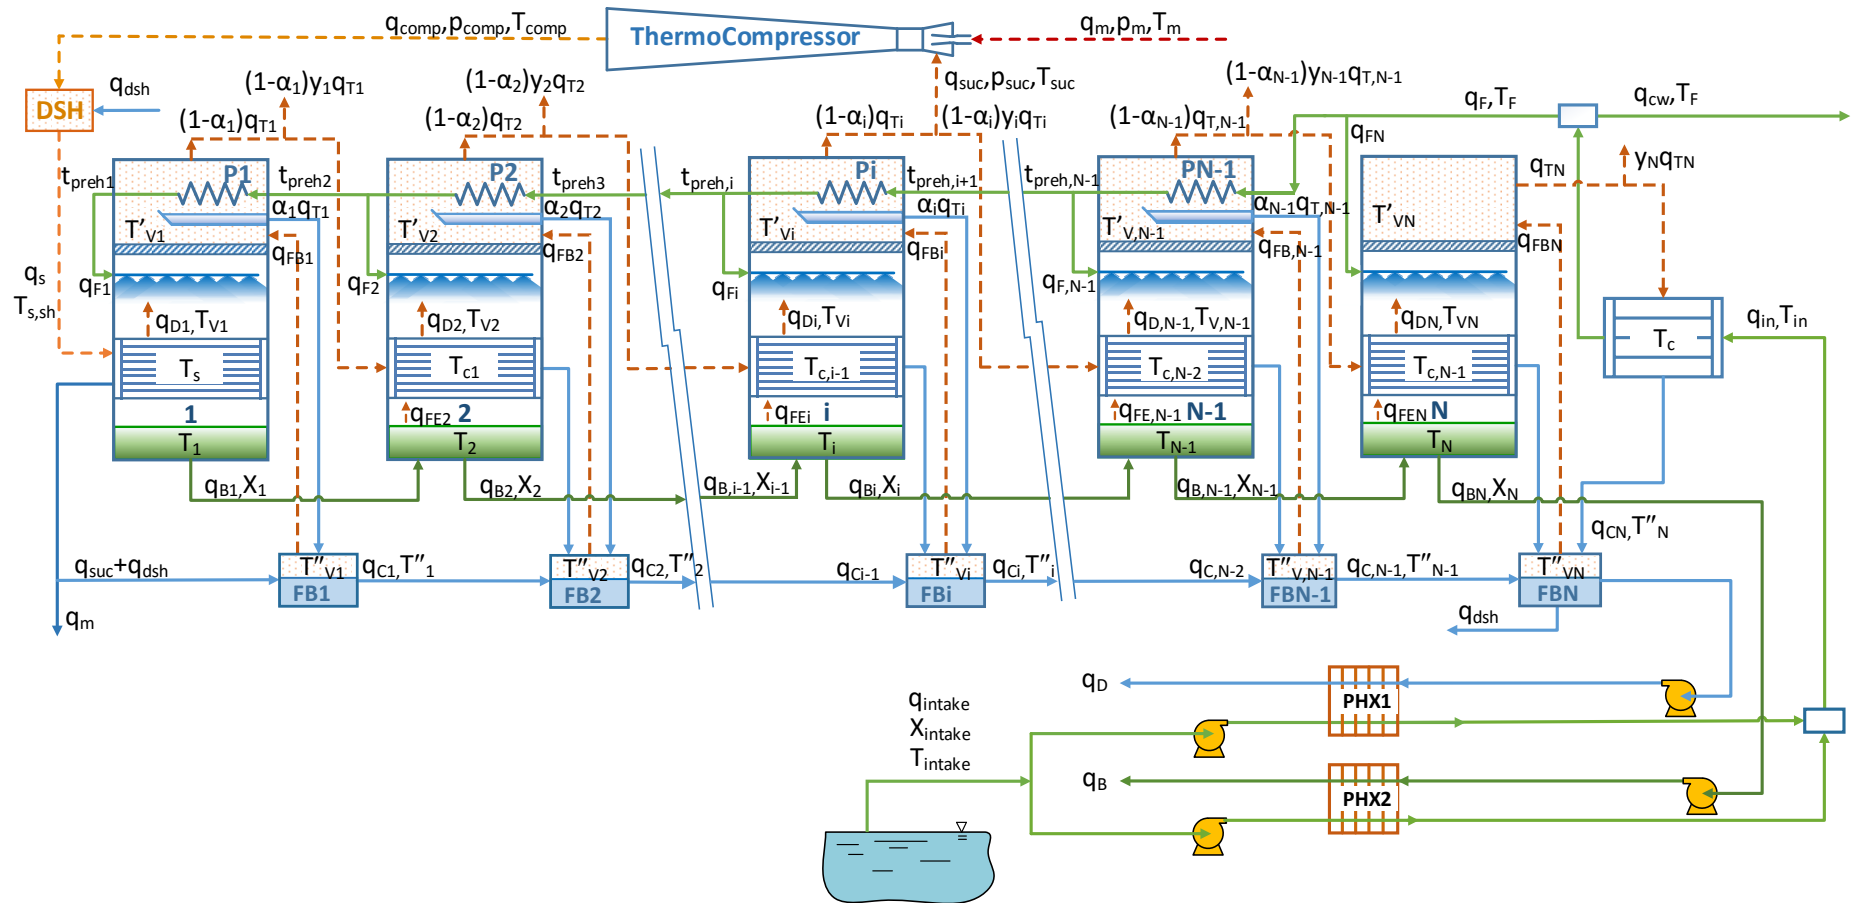 q_comp,p_comp,T_comp
ThermoCompressor
q_m,p_m,T_m
q_suc,p_suc,T_suc
DSH
q_dsh
(1-α_1)y_1q_T1
(1-α_2)y_2q_T2
(1-α_i)y_iq_Ti
(1-α_N-1)y_N-1q_T,N-1
q_F,T_F
q_cw,T_F
(1-α_1)q_T1
(1-α_2)q_T2
(1-α_i)q_Ti
(1-α_N-1)q_T,N-1
q_FN
q_TN
y_Nq_TN
t_preh1
P1
t_preh2
P2
t_preh3
t_preh,i
Pi
t_preh,i+1
t_preh,N-1
PN-1
α_1q_T1
α_2q_T2
α_iq_Ti
α_N-1q_T,N-1
T'_V1
T'_V2
T'_Vi
T'_V,N-1
T'_VN
q_FB1
q_FB2
q_FBi
q_FB,N-1
q_FBN
q_s
T_s,sh
q_F1
q_F2
q_Fi
q_F,N-1
q_D1,T_V1
q_D2,T_V2
q_Di,T_Vi
q_D,N-1,T_V,N-1
q_DN,T_VN
q_in,T_in
T_s
T_c1
T_c,i-1
T_c,N-2
T_c,N-1
T_c
1
q_FE2 2
q_FEi i
q_FE,N-1 N-1
q_FEN N
T_1
T_2
T_i
T_N-1
T_N
q_B1,X_1
q_B2,X_2
q_B,i-1,X_i-1
q_Bi,X_i
q_B,N-1,X_N-1
q_BN,X_N
q_CN,T''_N
q_suc+q_dsh
T''_V1
FB1
q_C1,T''_1
T''_V2
FB2
q_C2,T''_2
q_Ci-1
T''_Vi
FBi
q_Ci,T''_i
q_C,N-2
T''_V,N-1
FBN-1
q_C,N-1,T''_N-1
T''_VN
FBN
q_m
q_dsh
q_D
PHX1
q_intake
X_intake
T_intake
q_B
PHX2